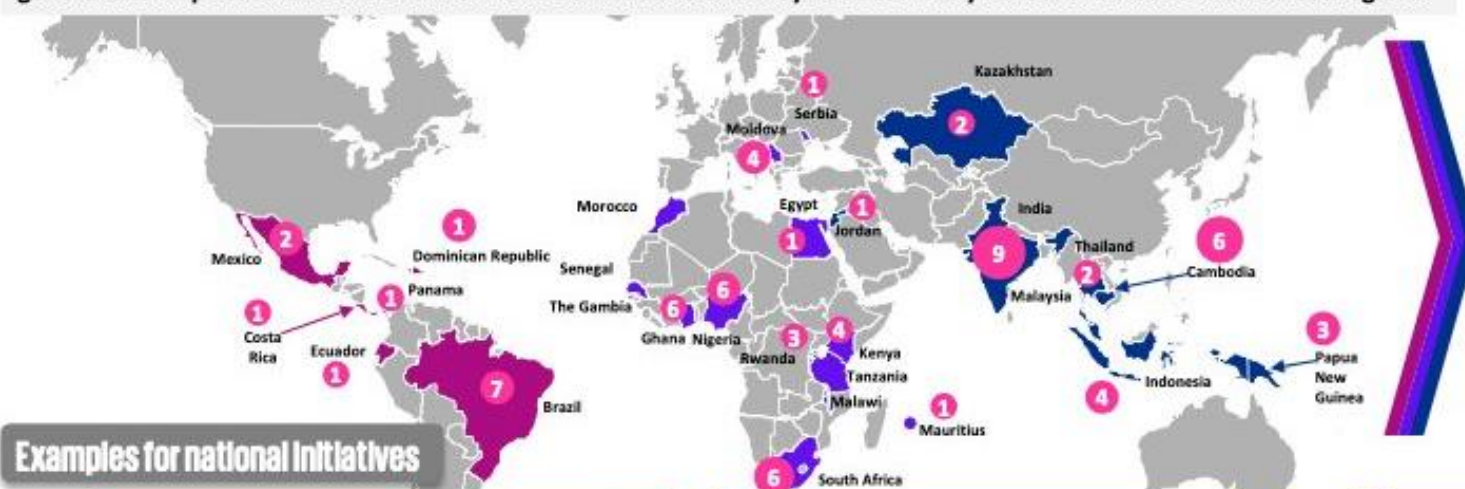 Kazakhstan
1
Serbia
2
Moldova
4
Morocco
Egypt
1
India
Jordan
1
1
Dominican Republic
2
Mexico
Senegal
9
Thailand
6
Cambodia
2
1
Panama
The Gambia
6
6
Malaysia
1
Costa
Rica
Ghana
Nigeria
3
4
Rwanda
Kenya
3
Papua
New
Guinea
Ecuador
1
7
Brazil
Tanzania
Malawi
Indonesia
4
1
Mauritius
Examples for national initiatives
6
South Africa